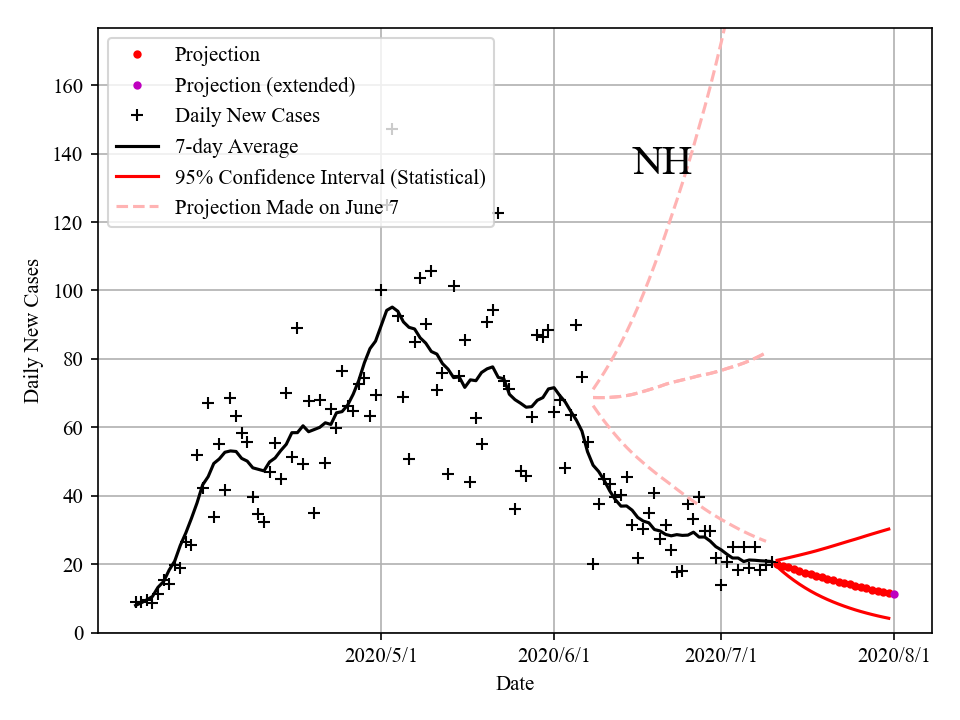 Projection
Projection (extended)
Daily New Cases
7-day Average
95% Confidence Interval (Statistical)
Projection Made on June 7
NH
160
140
120
100
80
60
40
20
0
Daily New Cases
2020/5/1
2020/6/1
2020/7/1
2020/8/1
Date